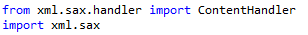 from xml.sax.handler import ContentHandler
import xml.sax